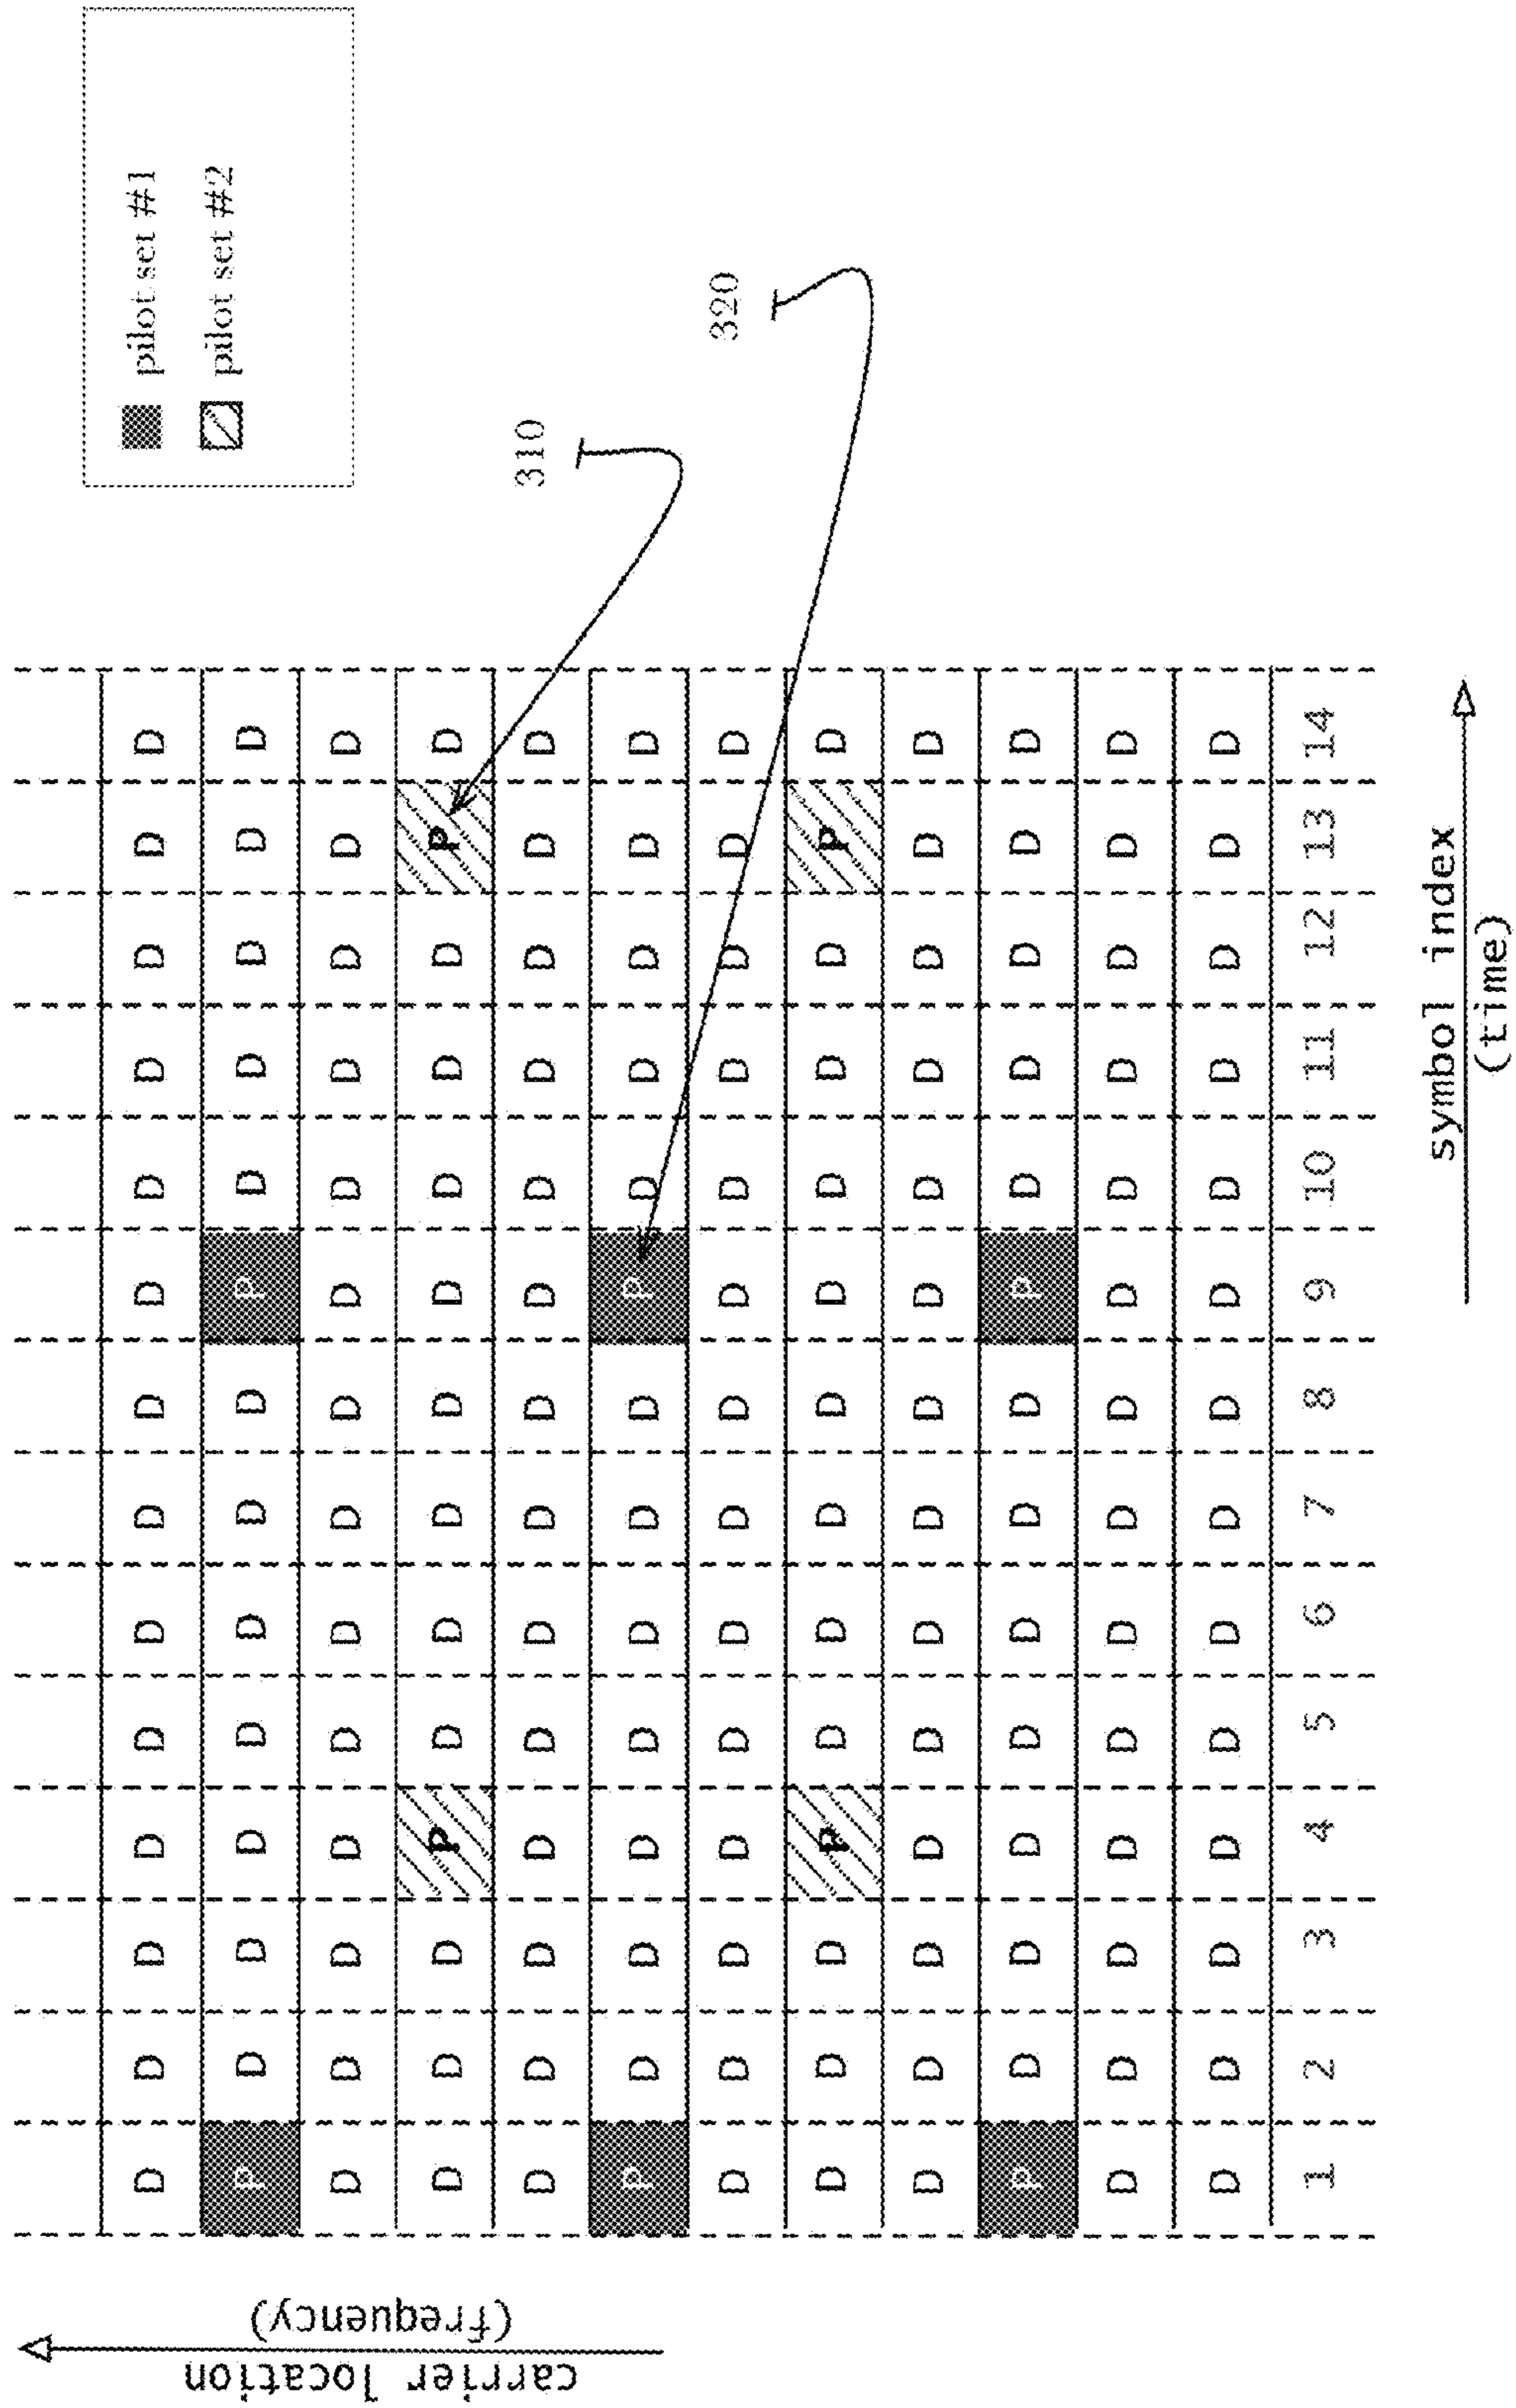 pilot set #1
pilot set #2
310
320
D D D D D D D D D D D D D D
P D D D D D D D P D D D D D
D D D D D D D D D D D D D D
D D D P D D D D D D D D P D
D D D D D D D D D D D D D D
P D D D D D D D P D D D D D
D D D D D D D D D D D D D D
D D D P D D D D D D D D P D
D D D D D D D D D D D D D D
P D D D D D D D P D D D D D
D D D D D D D D D D D D D D
D D D D D D D D D D D D D D
1 2 3 4 5 6 7 8 9 10 11 12 13 14
carrier location
(frequency)
symbol index
(time)